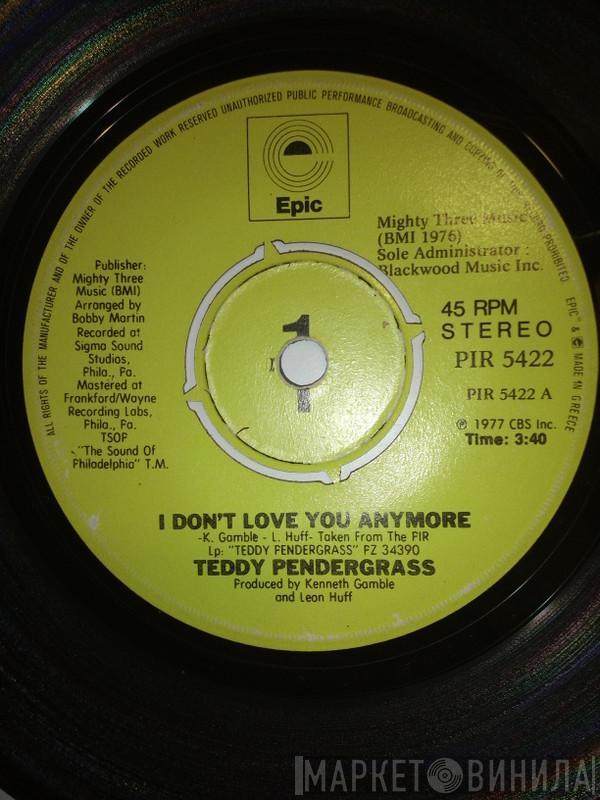 ALL RIGHTS OF THE MANUFACTURER AND OF THE OWNER OF THE RECORDED WORK RESERVED UNAUTHORIZED PUBLIC PERFORMANCE BROADCASTING AND COPYING OF PROHIBITED EPIC ® & MADE IN GREECE
Epic
Mighty Three Music
(BMI 1976)
Sole Administrator :
Blackwood Music Inc.
Publisher:
Mighty Three
Music (BMI)
Arranged by
Bobby Martin
Recorded at
Sigma Sound
Studios,
Phila., Pa.
Mastered at
Frankford/Wayne
Recording Labs,
Phila., Pa.
TSOP
"The Sound Of
Philadelphia" T.M.
1
45 RPM
STEREO
PIR 5422
PIR 5422 A
℗ 1977 CBS Inc.
Time: 3:40
I DON'T LOVE YOU ANYMORE
-K. Gamble - L. Huff- Taken From The PIR
Lp: "TEDDY PENDERGRASS" PZ 34390
TEDDY PENDERGRASS
Produced by Kenneth Gamble
and Leon Huff
МАРКЕТ ВИНИЛА